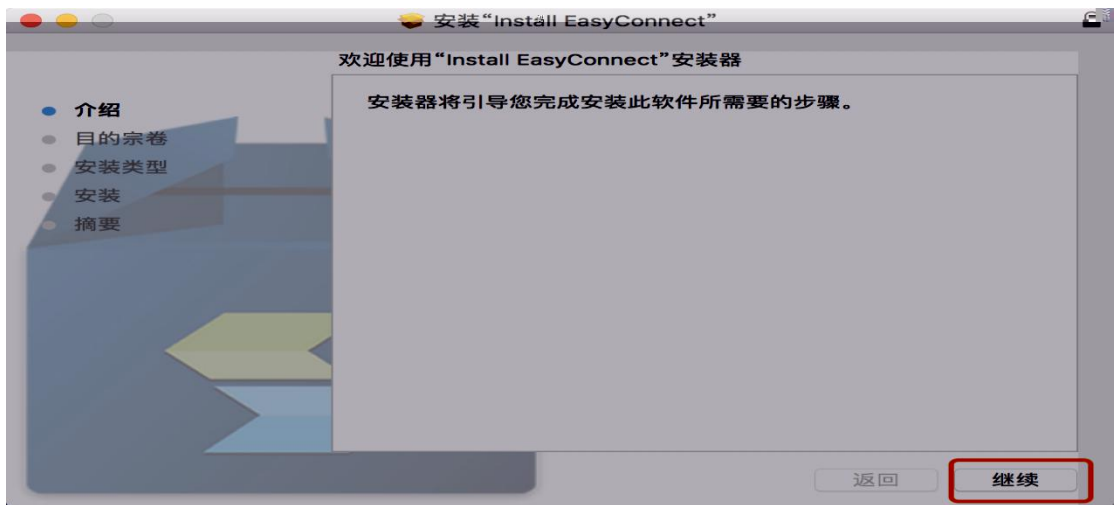 安装“Install EasyConnect”
欢迎使用“Install EasyConnect”安装器
安装器将引导您完成安装此软件所需要的步骤。
介绍
目的宗卷
安装类型
安装
摘要
返回
继续